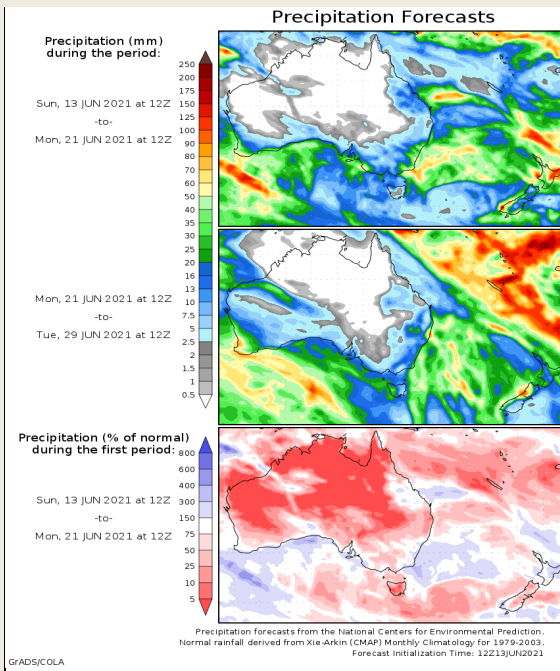 Precipitation Forecasts
Precipitation (mm)
during the period:
Sun, 13 JUN 2021 at 12Z
-to-
Mon, 21 JUN 2021 at 12Z
250
200
175
150
125
100
90
80
70
60
50
40
35
30
25
20
16
13
10
7.5
5
2.5
2
1.5
1
0.5
Mon, 21 JUN 2021 at 12Z
-to-
Tue, 29 JUN 2021 at 12Z
Precipitation (% of normal)
during the first period:
Sun, 13 JUN 2021 at 12Z
-to-
Mon, 21 JUN 2021 at 12Z
800
600
400
300
150
75
50
25
10
5
Precipitation forecasts from the National Centers for Environmental Prediction.
Normal rainfall derived from Xie-Arkin (CMAP) Monthly Climatology for 1979-2003.
Forecast Initialization Time: 12Z13JUN2021
GrADS/COLA